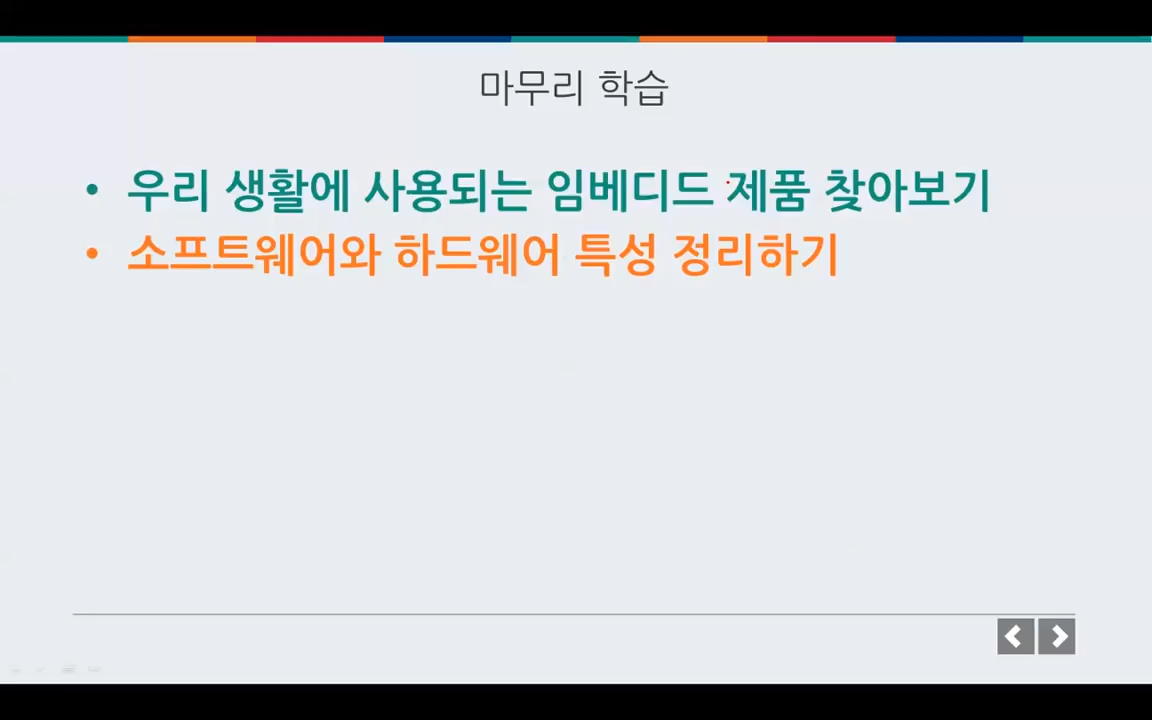 마무리 학습
• 우리 생활에 사용되는 임베디드 제품 찾아보기
• 소프트웨어와 하드웨어 특성 정리하기